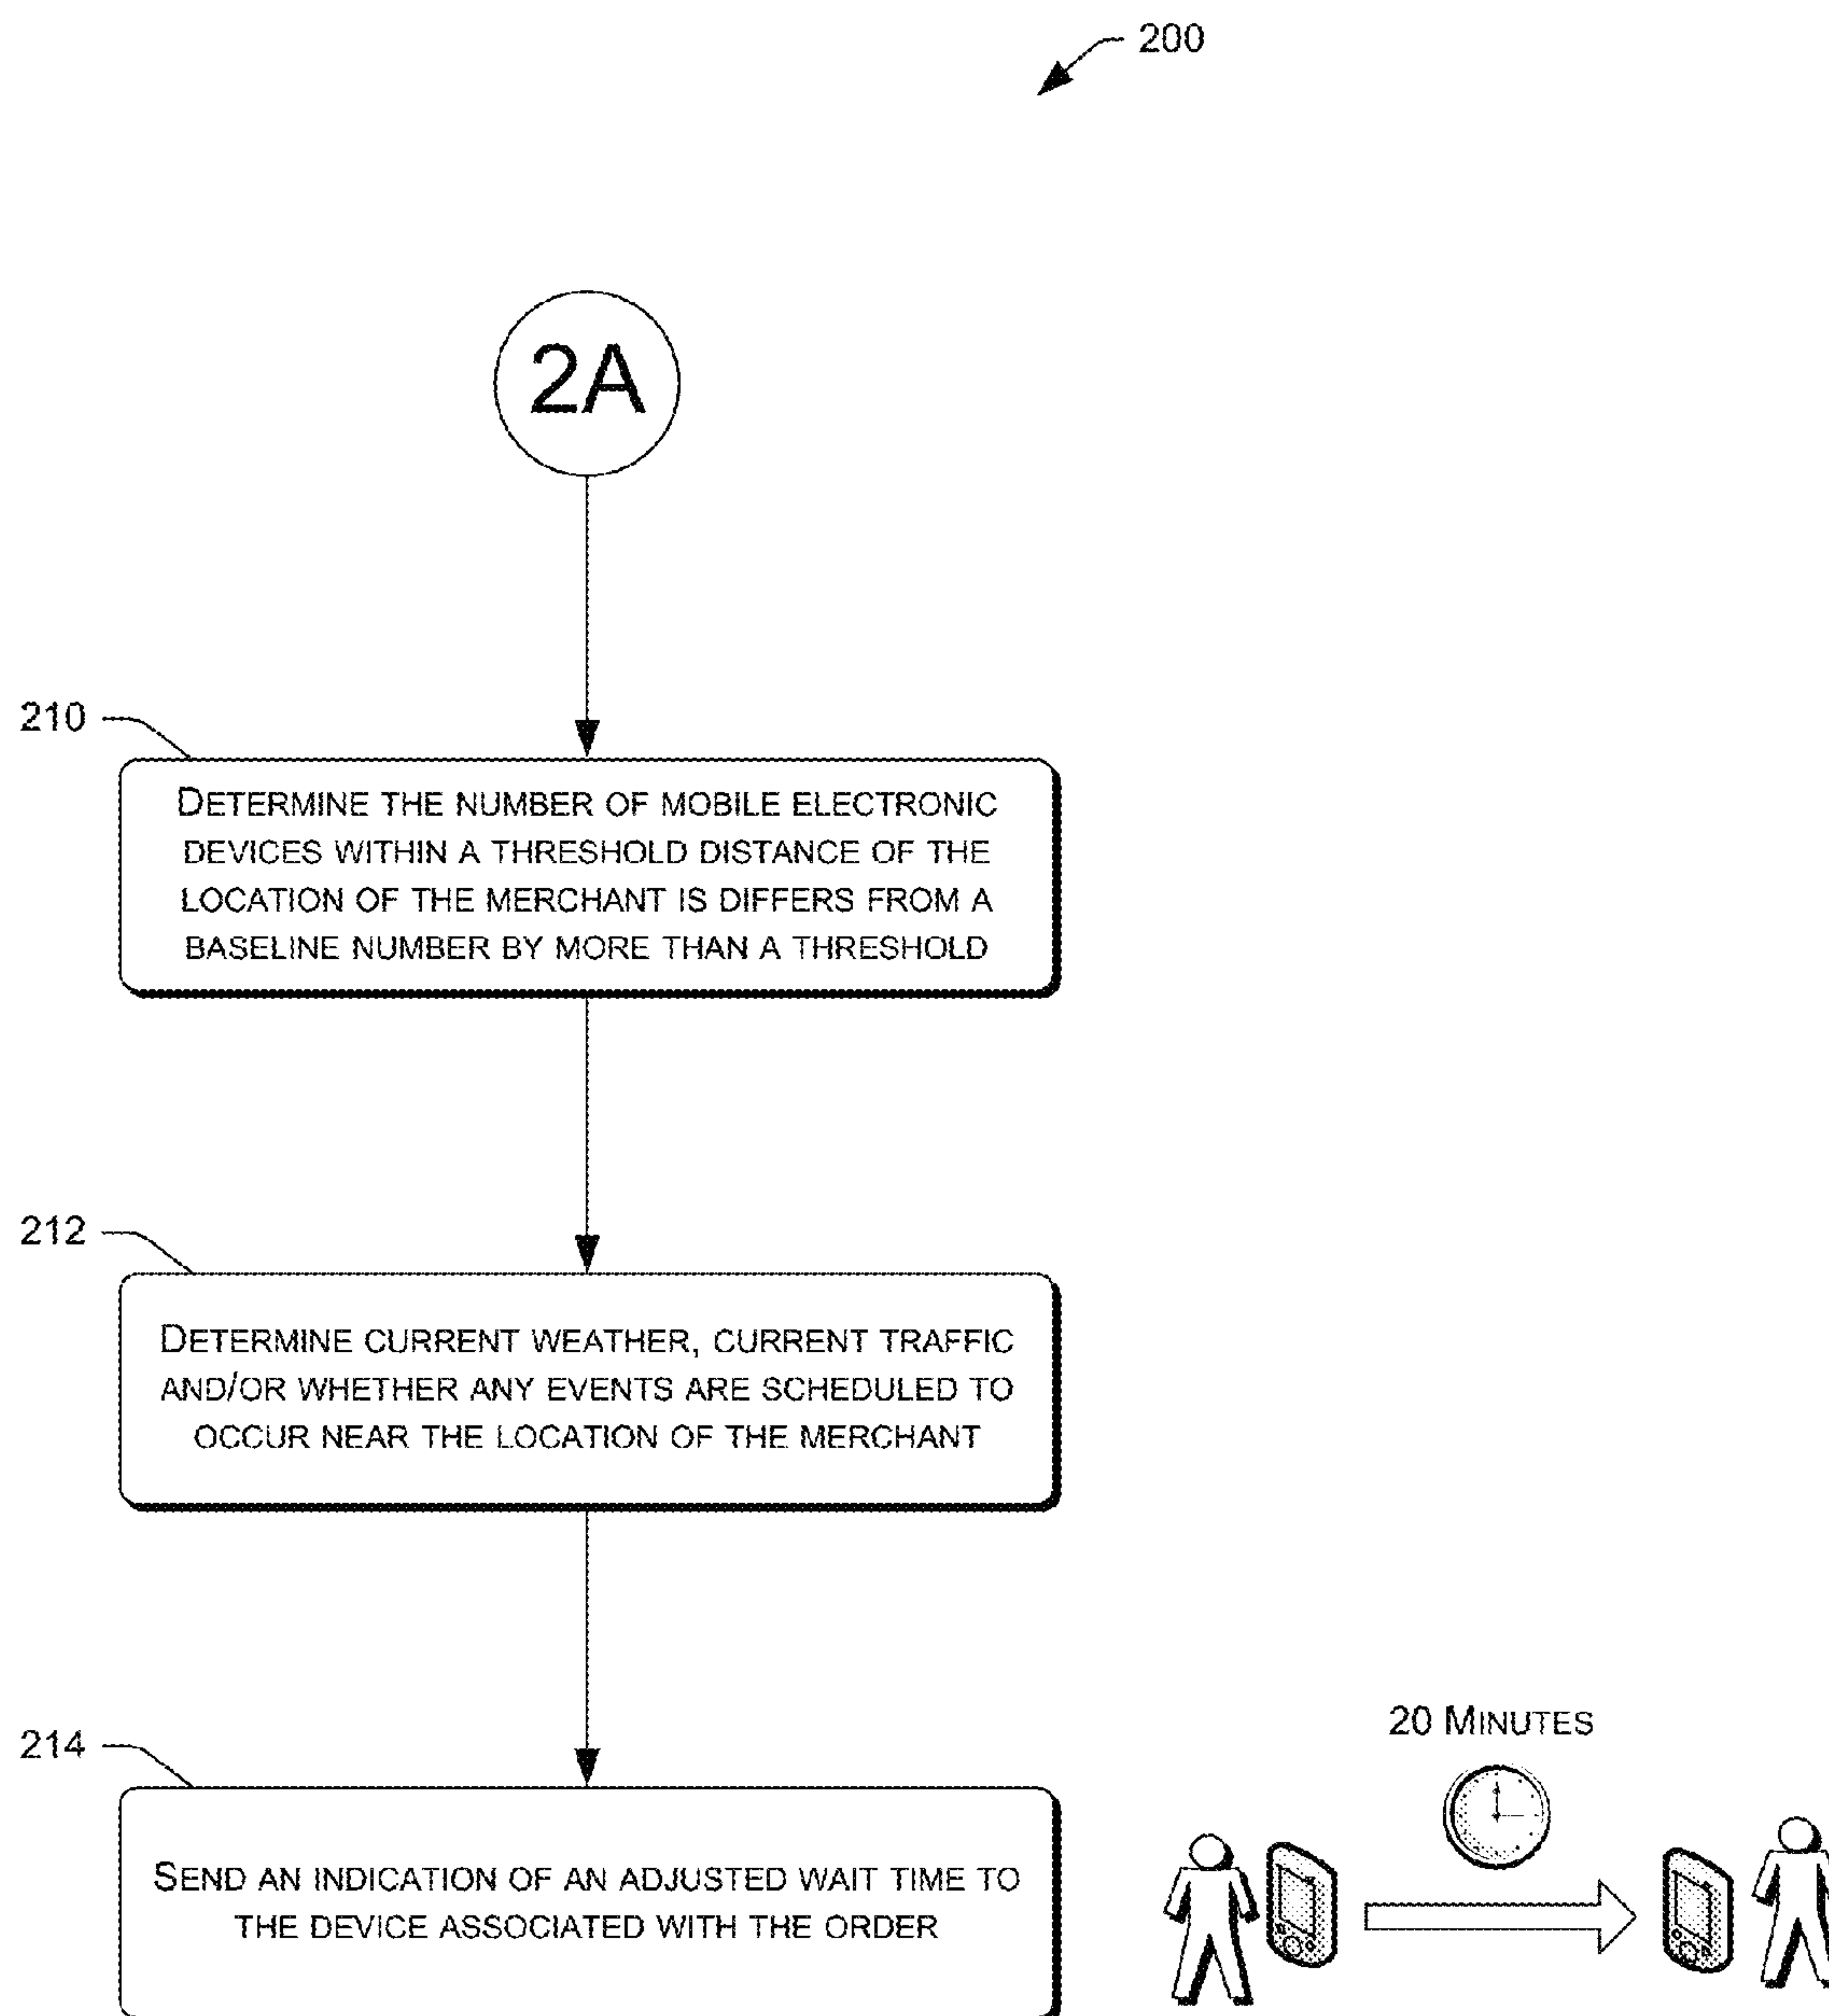 200
2A
210
DETERMINE THE NUMBER OF MOBILE ELECTRONIC
DEVICES WITHIN A THRESHOLD DISTANCE OF THE
LOCATION OF THE MERCHANT IS DIFFERS FROM A
BASELINE NUMBER BY MORE THAN A THRESHOLD
212
DETERMINE CURRENT WEATHER, CURRENT TRAFFIC
AND/OR WHETHER ANY EVENTS ARE SCHEDULED TO
OCCUR NEAR THE LOCATION OF THE MERCHANT
214
SEND AN INDICATION OF AN ADJUSTED WAIT TIME TO
THE DEVICE ASSOCIATED WITH THE ORDER
20 MINUTES